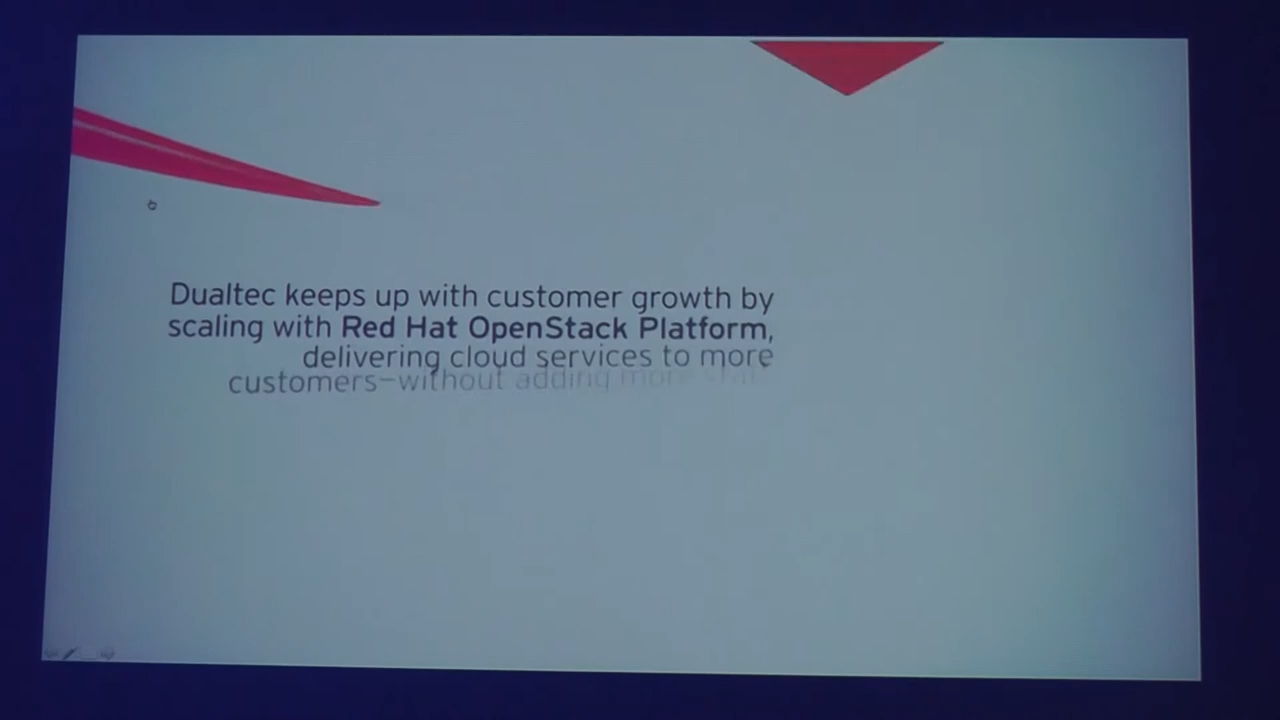 Dualtec keeps up with customer growth by
scaling with Red Hat OpenStack Platform,
delivering cloud services to more
customers–without adding more